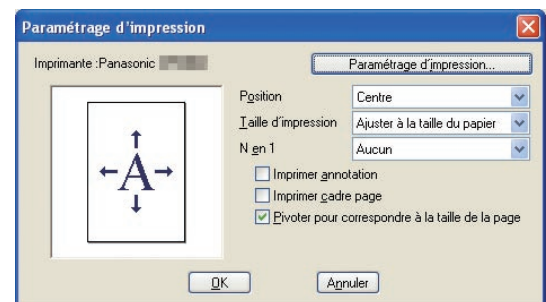 Paramétrage d'impression
Imprimante :Panasonic
Paramétrage d'impression...
Position
Centre
Taille d'impression
Ajuster à la taille du papier
N en 1
Aucun
A
Imprimer annotation
Imprimer cadre page
Pivoter pour correspondre à la taille de la page
OK
Annuler